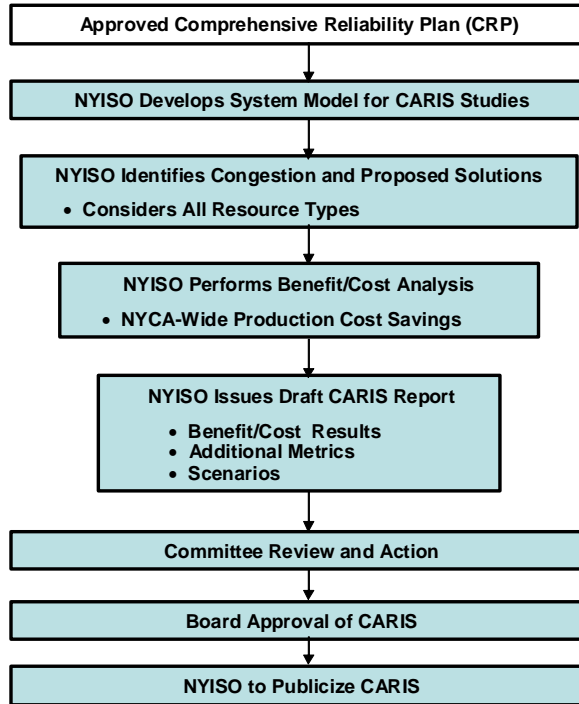 Approved Comprehensive Reliability Plan (CRP)
NYISO Develops System Model for CARIS Studies
NYISO Identifies Congestion and Proposed Solutions
• Considers All Resource Types
NYISO Performs Benefit/Cost Analysis
• NYCA-Wide Production Cost Savings
NYISO Issues Draft CARIS Report
• Benefit/Cost Results
• Additional Metrics
• Scenarios
Committee Review and Action
Board Approval of CARIS
NYISO to Publicize CARIS